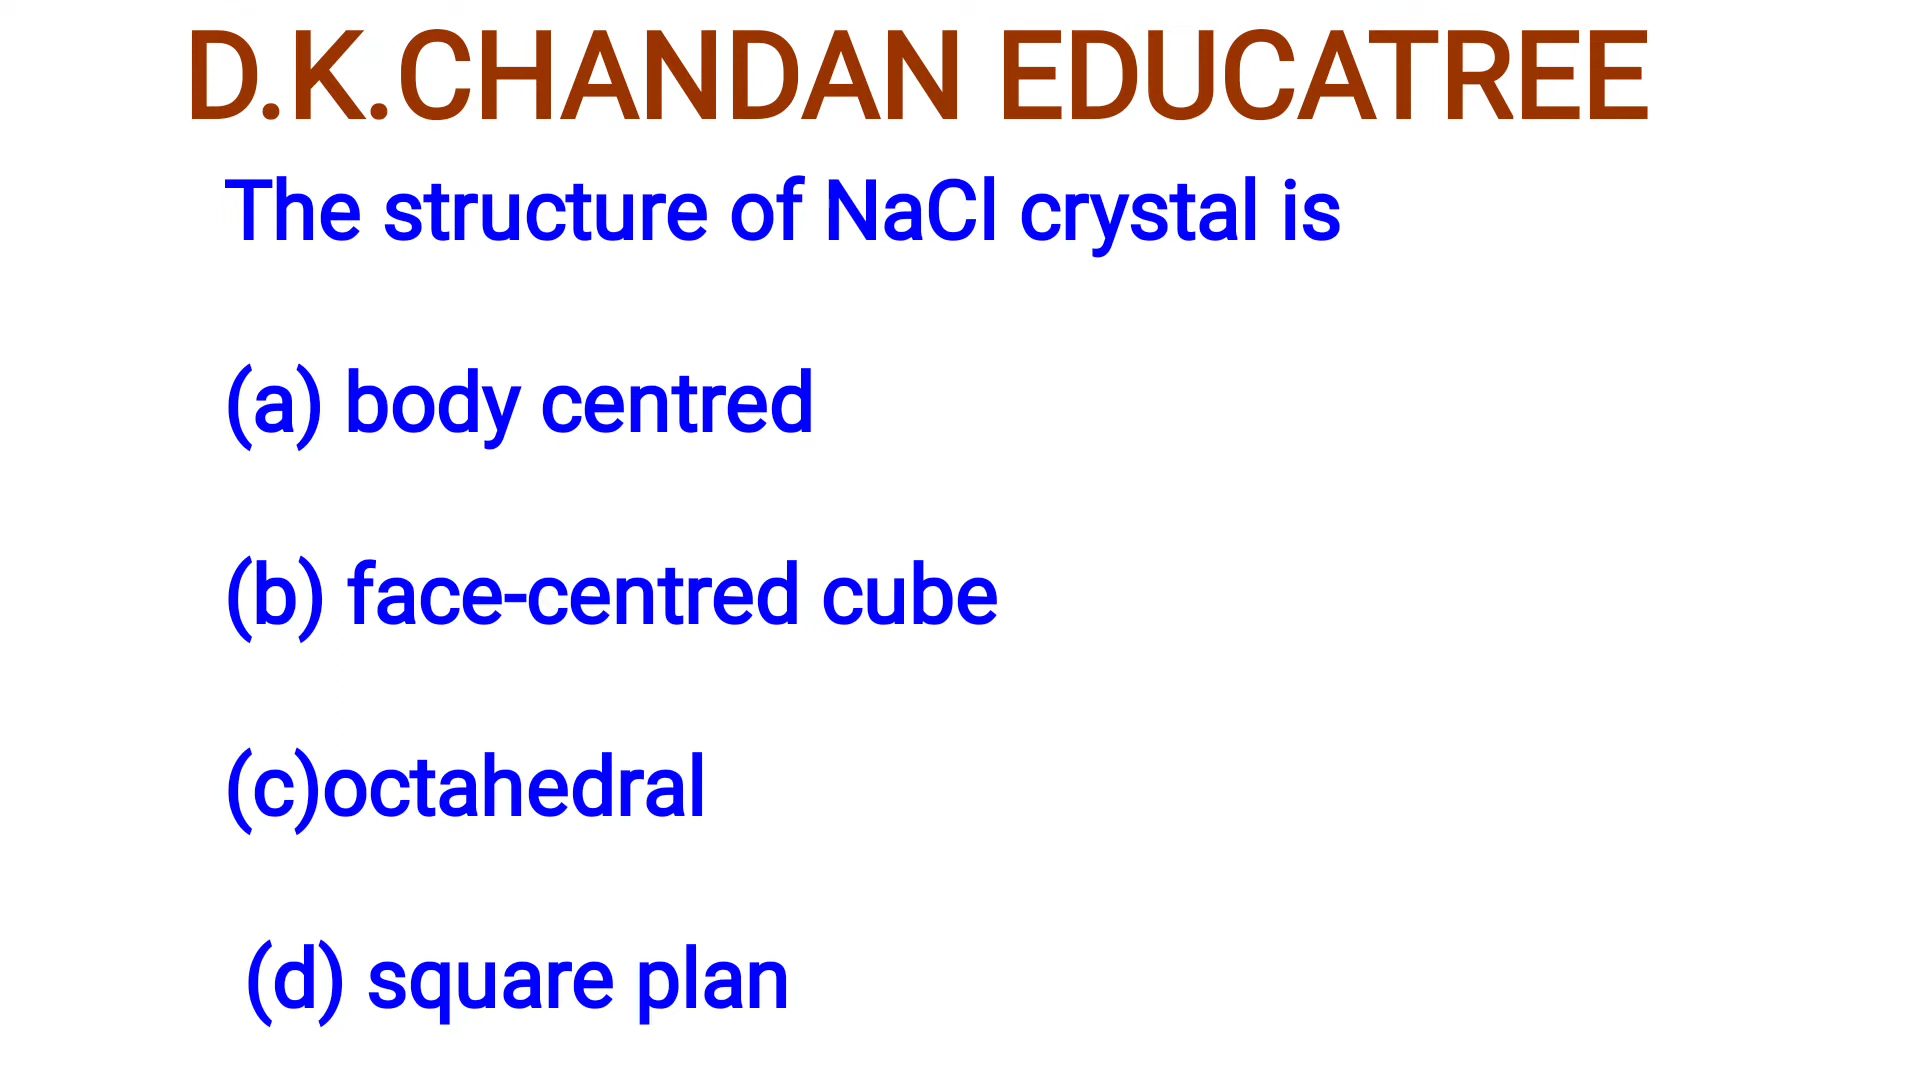 D.K.CHANDAN EDUCATREE
The structure of NaCl crystal is
(a) body centred
(b) face-centred cube
(c)octahedral
(d) square plan